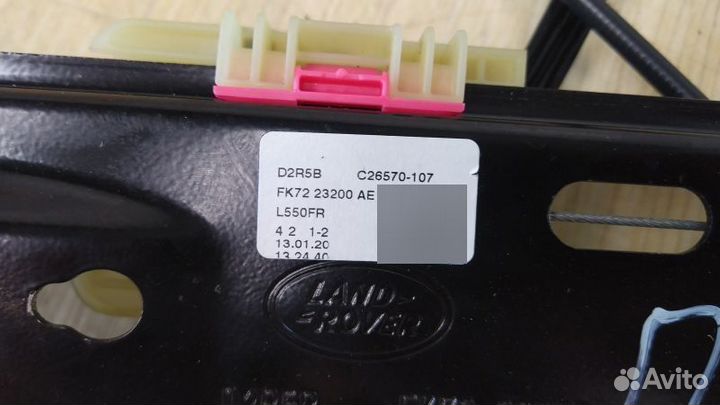 D2R5B C26570-107
FK72 23200 AE
L550FR
4 2 1-2
13.01.20
13 24 40
LAND-
-ROVER
Avito